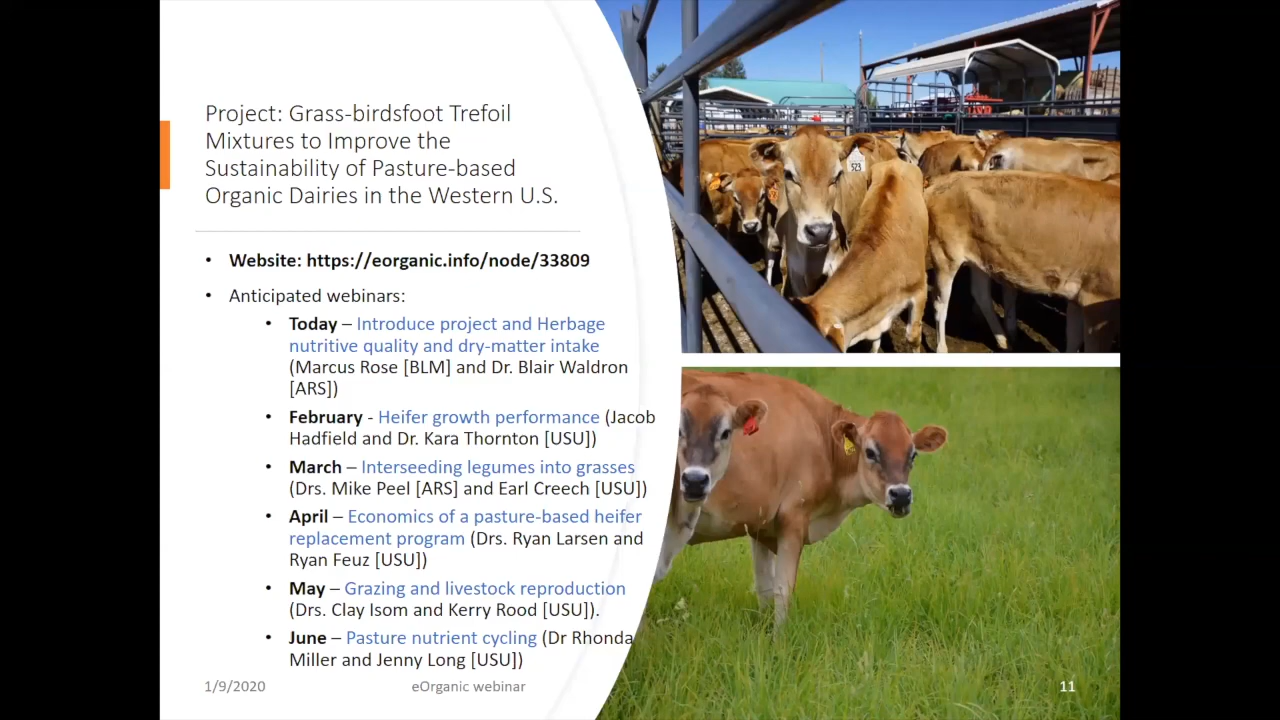 Project: Grass-birdsfoot Trefoil
Mixtures to Improve the
Sustainability of Pasture-based
Organic Dairies in the Western U.S.
• Website: https://eorganic.info/node/33809
• Anticipated webinars:
• Today – Introduce project and Herbage
nutritive quality and dry-matter intake
(Marcus Rose [BLM] and Dr. Blair Waldron
[ARS])
• February - Heifer growth performance (Jacob
Hadfield and Dr. Kara Thornton [USU])
• March – Interseeding legumes into grasses
(Drs. Mike Peel [ARS] and Earl Creech [USU])
• April – Economics of a pasture-based heifer
replacement program (Drs. Ryan Larsen and
Ryan Feuz [USU])
• May – Grazing and livestock reproduction
(Drs. Clay Isom and Kerry Rood [USU]).
• June – Pasture nutrient cycling (Dr Rhonda
Miller and Jenny Long [USU])
1/9/2020
eOrganic webinar
11
523